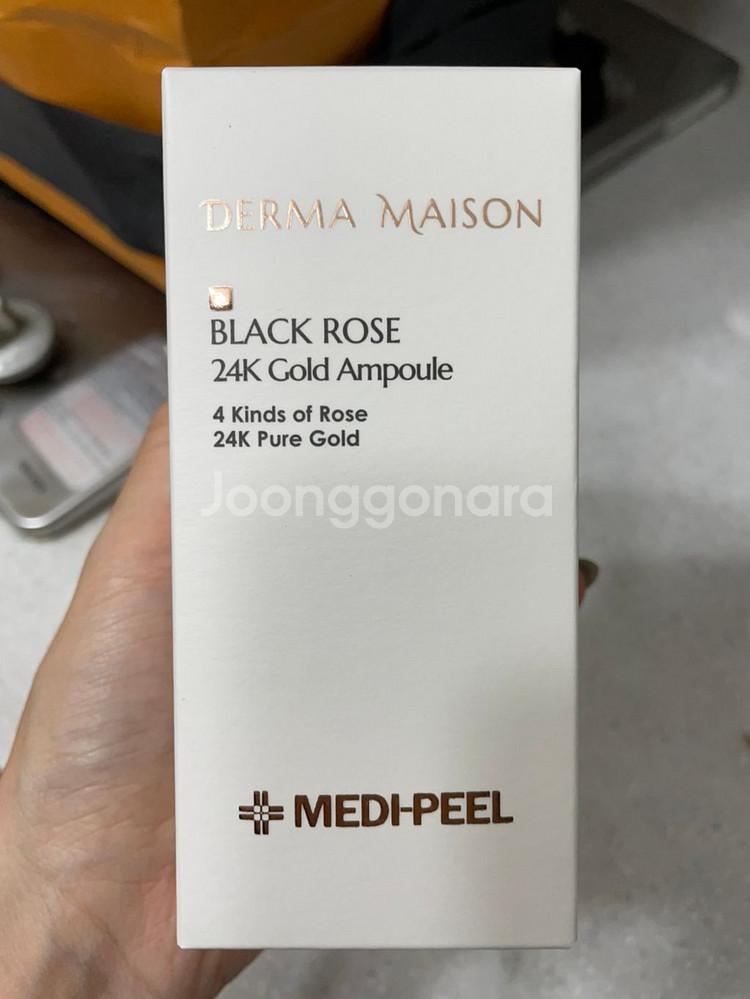 DERMA MAISON
BLACK ROSE
24K Gold Ampoule
4 Kinds of Rose
24K Pure Gold
Joonggonara
MEDI-PEEL